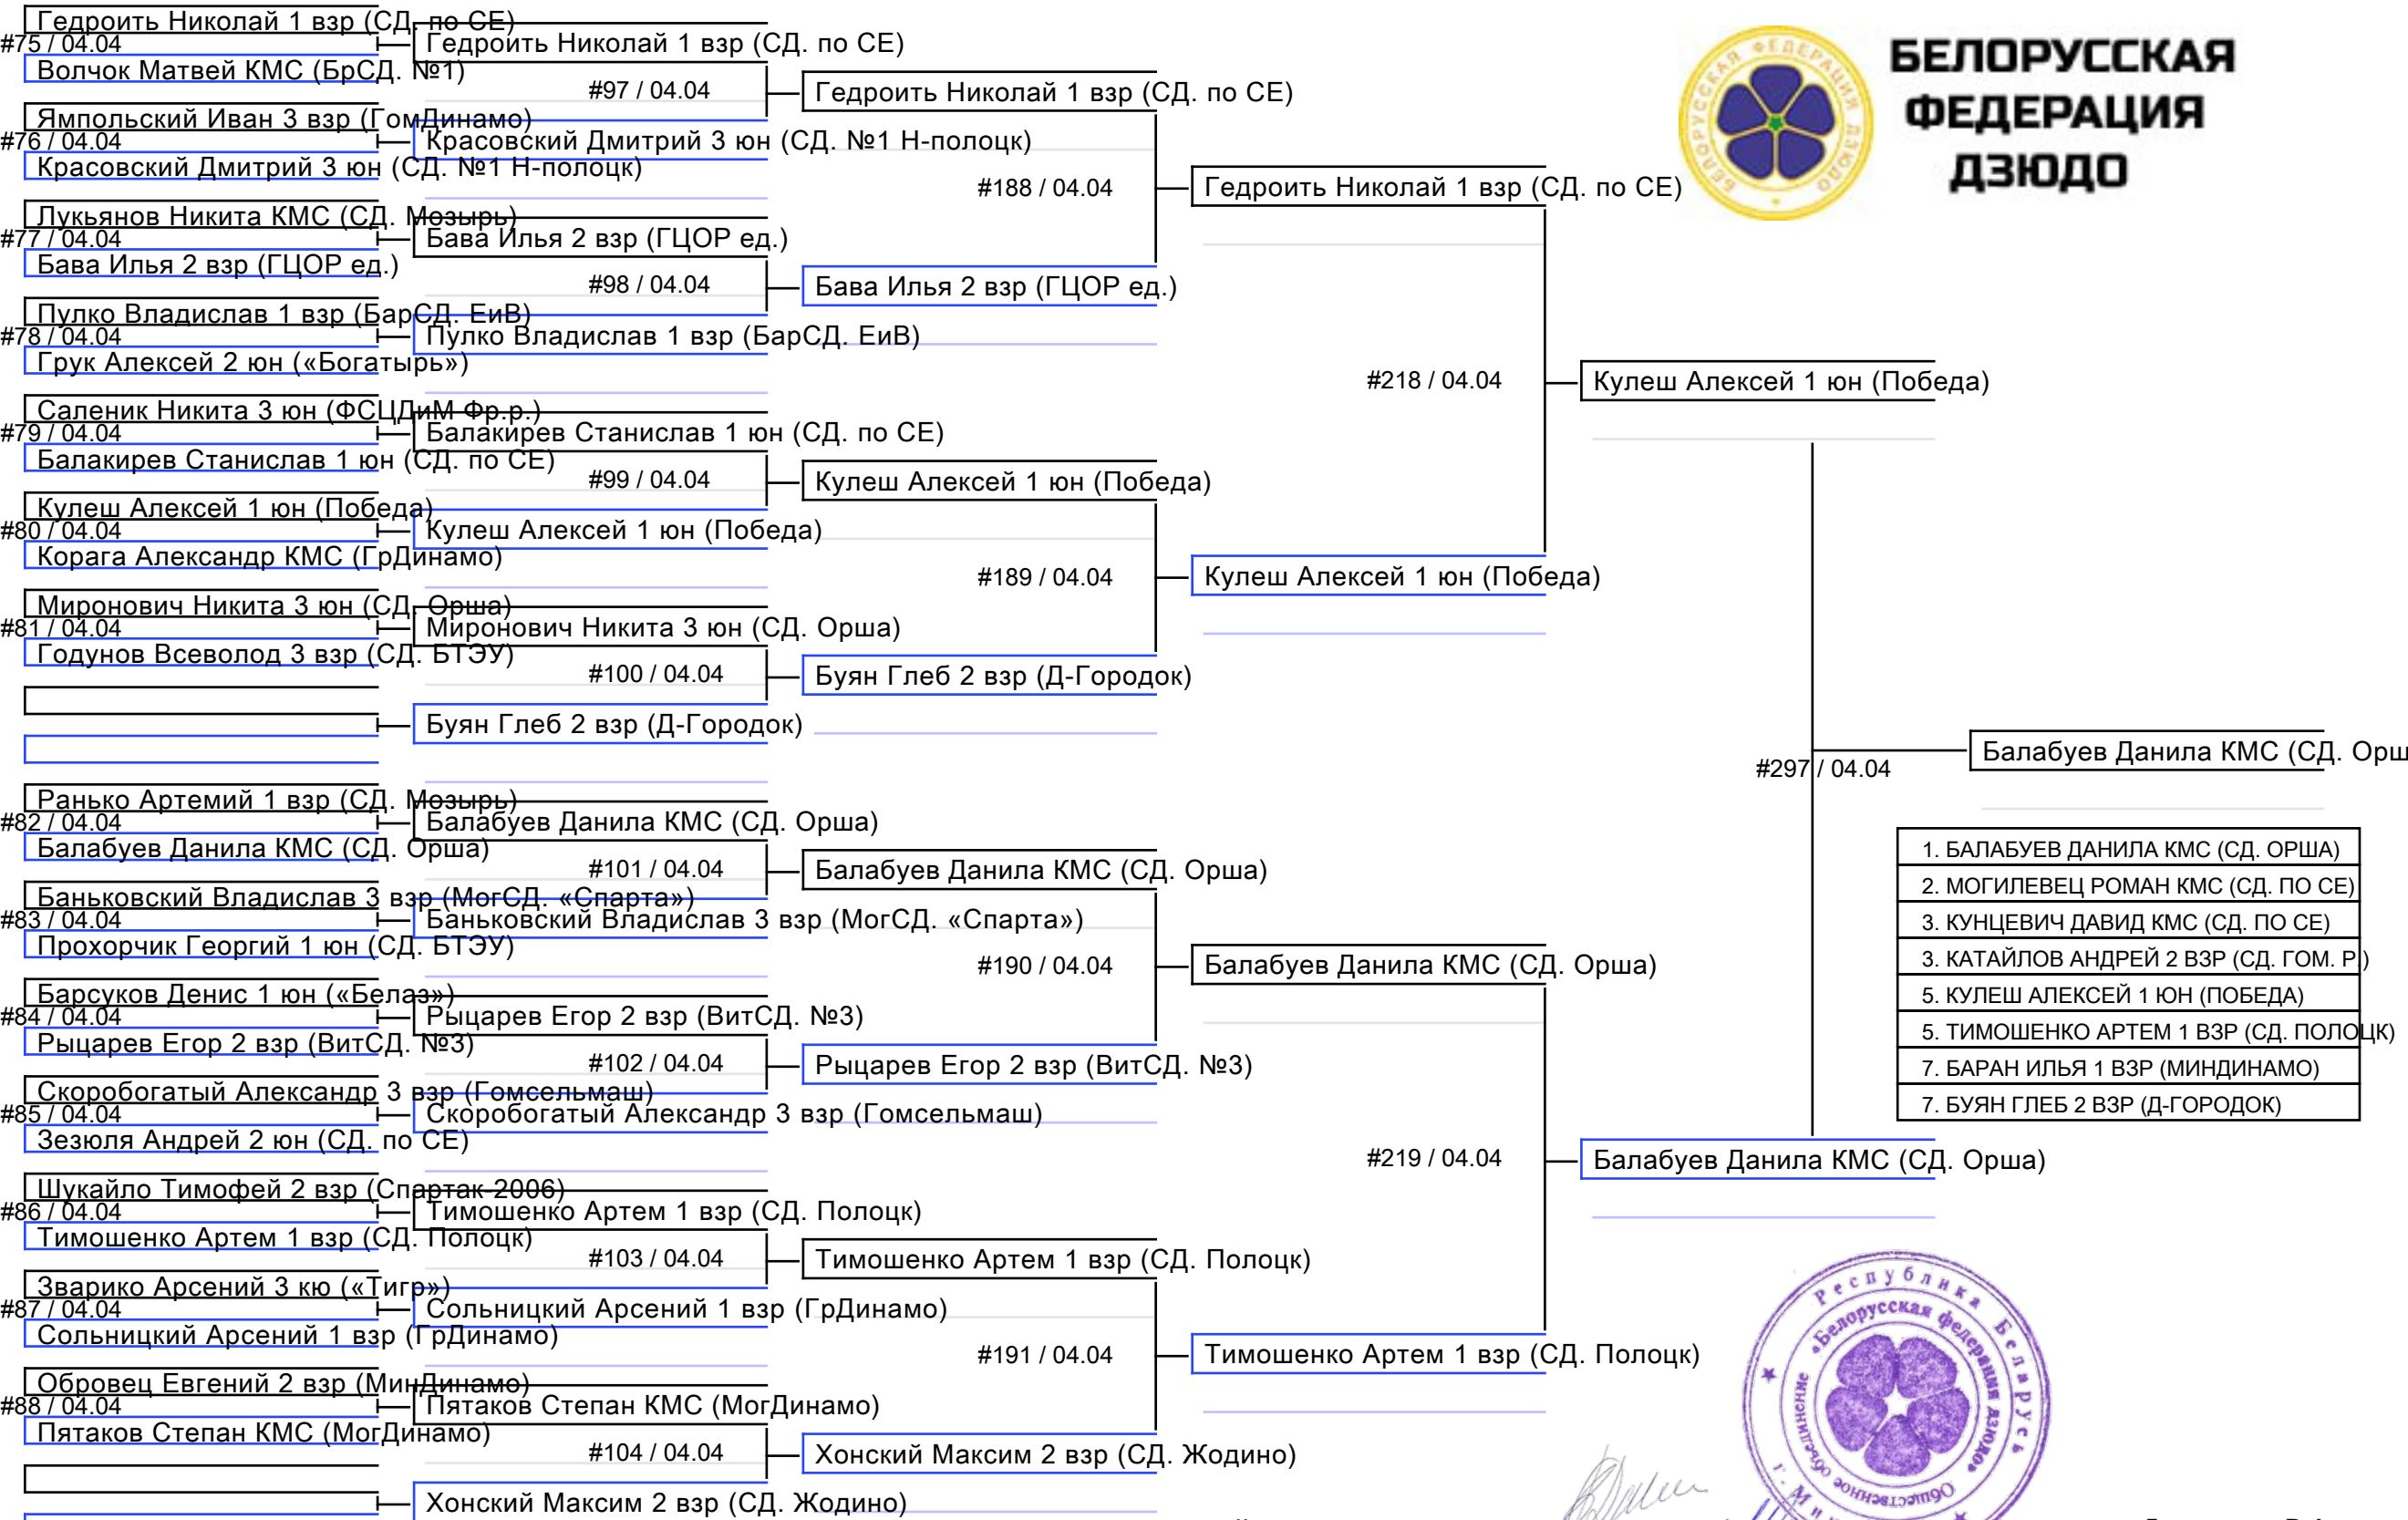 Гедроить Николай 1 взр (СД. по СЕ)
#75 / 04.04
Волчок Матвей КМС (БрСД. №1)
Ямпольский Иван 3 взр (ГомДинамо)
#76 / 04.04
Красовский Дмитрий 3 юн (СД. №1 Н-полоцк)
Лукьянов Никита КМС (СД. Мозырь)
#77 / 04.04
Бава Илья 2 взр (ГЦОР ед.)
Пулко Владислав 1 взр (БарСД. ЕиВ)
#78 / 04.04
Грук Алексей 2 юн («Богатырь»)
Саленик Никита 3 юн (ФСЦДиМ Фр.р.)
#79 / 04.04
Балакирев Станислав 1 юн (СД. по СЕ)
Кулеш Алексей 1 юн (Победа)
#80 / 04.04
Корага Александр КМС (ГрДинамо)
Миронович Никита 3 юн (СД. Орша)
#81 / 04.04
Годунов Всеволод 3 взр (СД. БТЭУ)
Ранько Артемий 1 взр (СД. Мозырь)
#82 / 04.04
Балабуев Данила КМС (СД. Орша)
Баньковский Владислав 3 взр (МогСД. «Спарта»)
#83 / 04.04
Прохорчик Георгий 1 юн (СД. БТЭУ)
Барсуков Денис 1 юн («Белаз»)
#84 / 04.04
Рыцарев Егор 2 взр (ВитСД. №3)
Скоробогатый Александр 3 взр (Гомсельмаш)
#85 / 04.04
Зезюля Андрей 2 юн (СД. по СЕ)
Шукайло Тимофей 2 взр (Спартак-2006)
#86 / 04.04
Тимошенко Артем 1 взр (СД. Полоцк)
Зварико Арсений 3 кю («Тигр»)
#87 / 04.04
Сольницкий Арсений 1 взр (ГрДинамо)
Обровец Евгений 2 взр (МинДинамо)
#88 / 04.04
Пятаков Степан КМС (МогДинамо)
Гедроить Николай 1 взр (СД. по СЕ)
#97 / 04.04
Красовский Дмитрий 3 юн (СД. №1 Н-полоцк)
Бава Илья 2 взр (ГЦОР ед.)
#98 / 04.04
Пулко Владислав 1 взр (БарСД. ЕиВ)
Балакирев Станислав 1 юн (СД. по СЕ)
#99 / 04.04
Кулеш Алексей 1 юн (Победа)
Миронович Никита 3 юн (СД. Орша)
#100 / 04.04
Буян Глеб 2 взр (Д-Городок)
Балабуев Данила КМС (СД. Орша)
#101 / 04.04
Баньковский Владислав 3 взр (МогСД. «Спарта»)
Рыцарев Егор 2 взр (ВитСД. №3)
#102 / 04.04
Скоробогатый Александр 3 взр (Гомсельмаш)
Тимошенко Артем 1 взр (СД. Полоцк)
#103 / 04.04
Сольницкий Арсений 1 взр (ГрДинамо)
Пятаков Степан КМС (МогДинамо)
#104 / 04.04
Хонский Максим 2 взр (СД. Жодино)
Гедроить Николай 1 взр (СД. по СЕ)
#188 / 04.04
Бава Илья 2 взр (ГЦОР ед.)
Кулеш Алексей 1 юн (Победа)
#189 / 04.04
Буян Глеб 2 взр (Д-Городок)
Балабуев Данила КМС (СД. Орша)
#190 / 04.04
Рыцарев Егор 2 взр (ВитСД. №3)
Тимошенко Артем 1 взр (СД. Полоцк)
#191 / 04.04
Хонский Максим 2 взр (СД. Жодино)
Гедроить Николай 1 взр (СД. по СЕ)
#218 / 04.04
Кулеш Алексей 1 юн (Победа)
Балабуев Данила КМС (СД. Орша)
#219 / 04.04
Тимошенко Артем 1 взр (СД. Полоцк)
Кулеш Алексей 1 юн (Победа)
#297 / 04.04
Балабуев Данила КМС (СД. Орша)
Балабуев Данила КМС (СД. Орш
БЕЛОРУССКАЯ
ФЕДЕРАЦИЯ
ДЗЮДО
БЕЛОРУССКАЯ ФЕДЕРАЦИЯ ДЗЮДО
1. БАЛАБУЕВ ДАНИЛА КМС (СД. ОРША)
2. МОГИЛЕВЕЦ РОМАН КМС (СД. ПО СЕ)
3. КУНЦЕВИЧ ДАВИД КМС (СД. ПО СЕ)
3. КАТАЙЛОВ АНДРЕЙ 2 ВЗР (СД. ГОМ. Р.)
5. КУЛЕШ АЛЕКСЕЙ 1 ЮН (ПОБЕДА)
5. ТИМОШЕНКО АРТЕМ 1 ВЗР (СД. ПОЛОЦК)
7. БАРАН ИЛЬЯ 1 ВЗР (МИНДИНАМО)
7. БУЯН ГЛЕБ 2 ВЗР (Д-ГОРОДОК)
Республика Беларусь
«Белорусская федерация дзюдо»
Общественное объединение